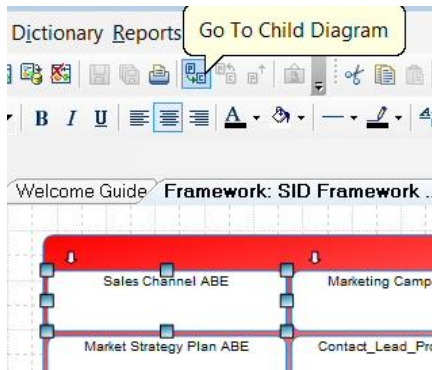 Dictionary Reports
Go To Child Diagram
B I U A
Welcome Guide Framework: SID Framework ...
Sales Channel ABE Marketing Camp
Market Strategy Plan ABE Contact_Lead_Pro